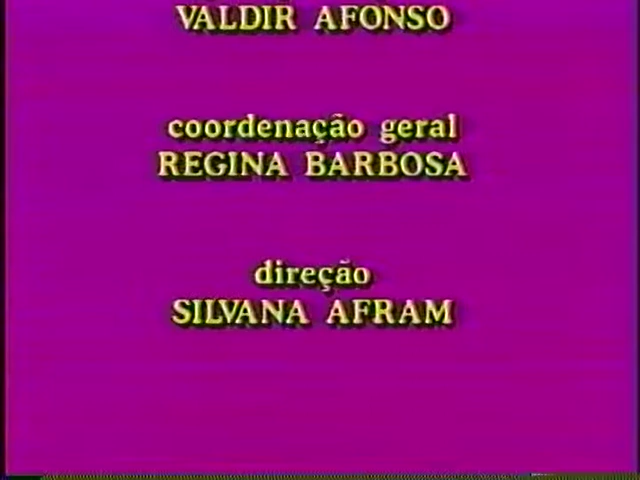 VALDIR AFONSO
coordenação geral
REGINA BARBOSA
direção
SILVANA AFRAM